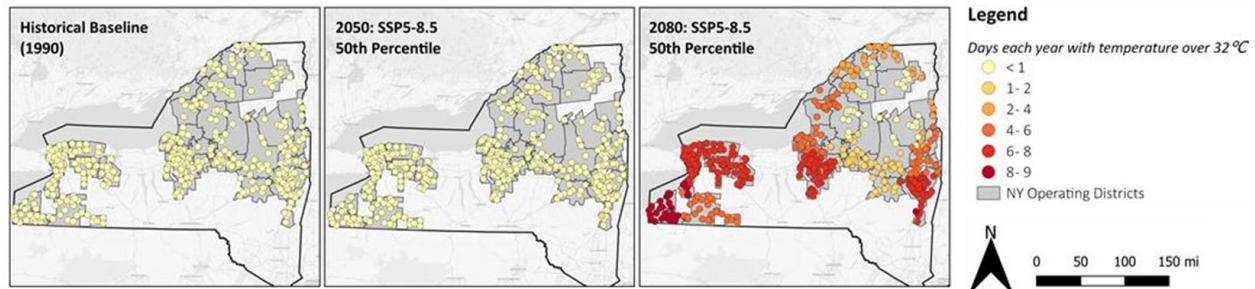 Historical Baseline
(1990)
2050: SSP5-8.5
50th Percentile
2080: SSP5-8.5
50th Percentile
Legend
Days each year with temperature over 32°C
< 1
1- 2
2- 4
4- 6
6- 8
8- 9
NY Operating Districts
N
0 50 100 150 mi